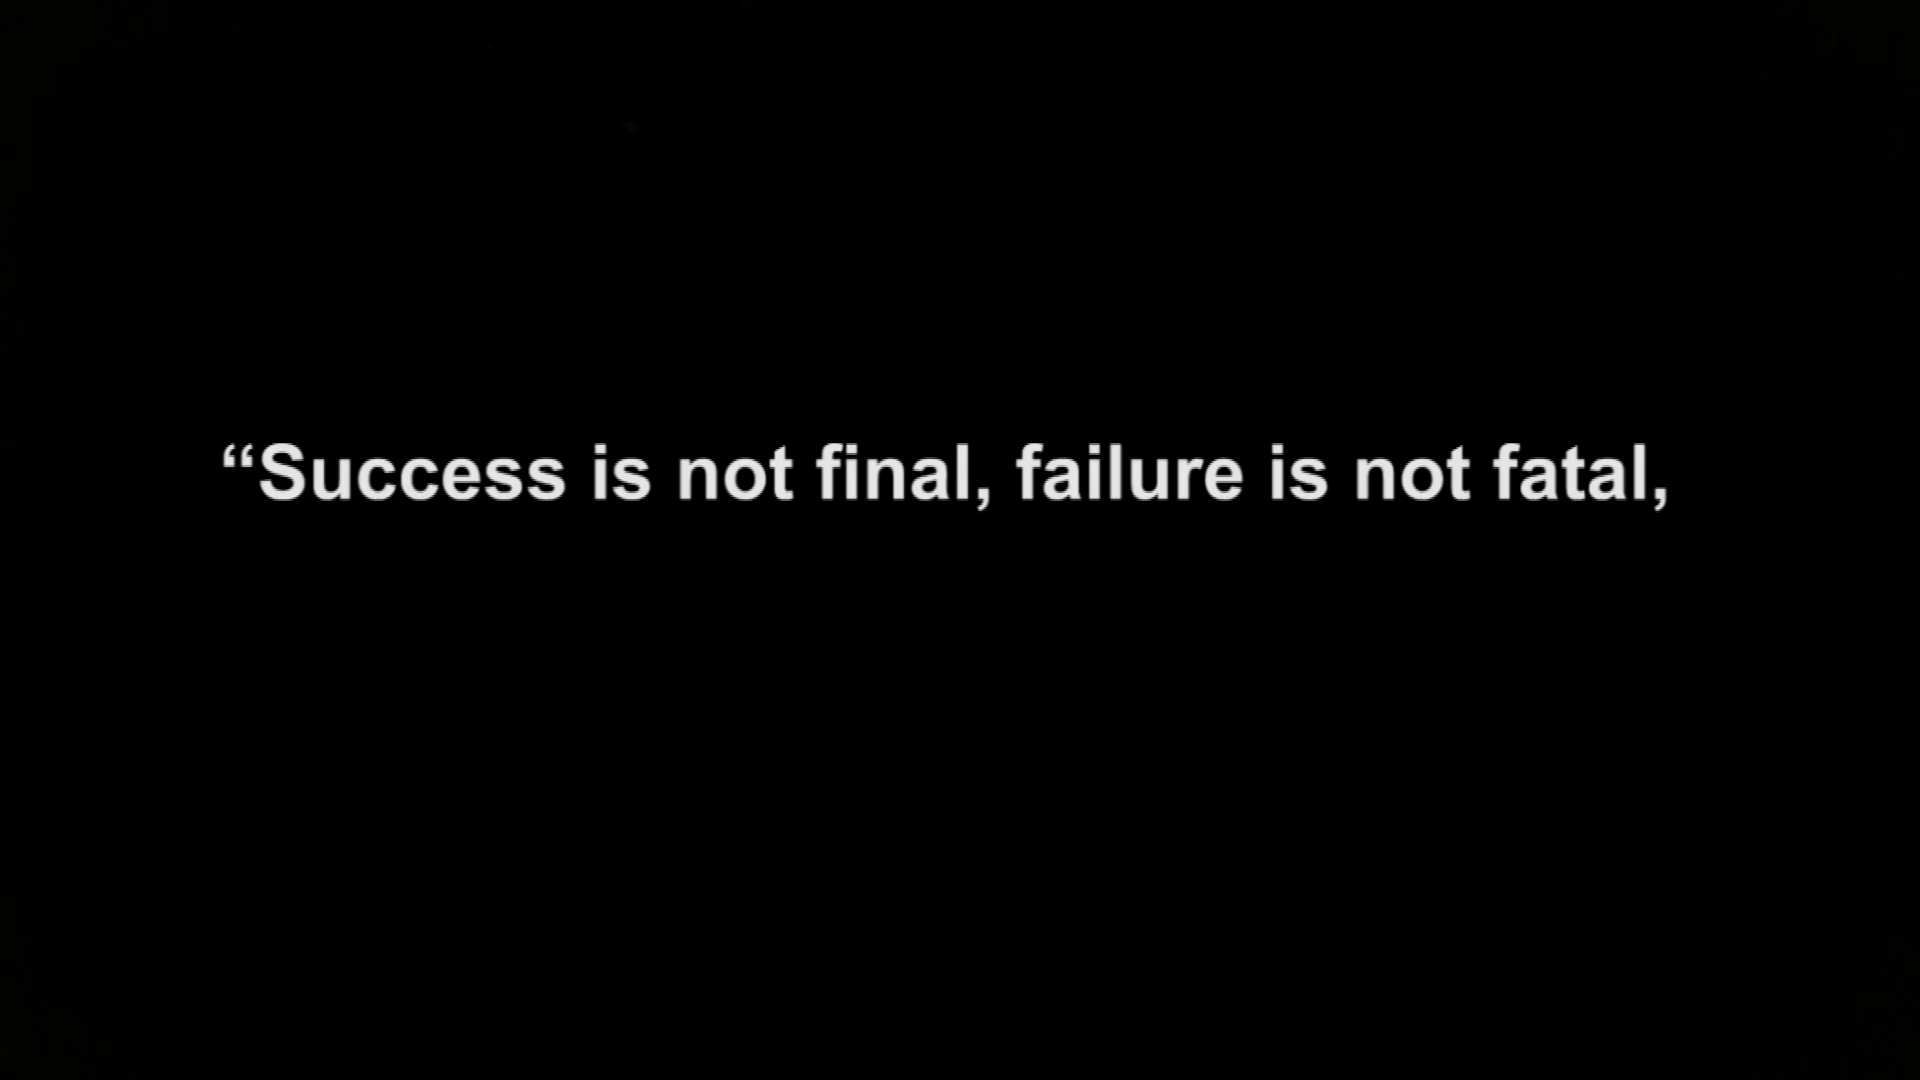 “Success is not final, failure is not fatal,